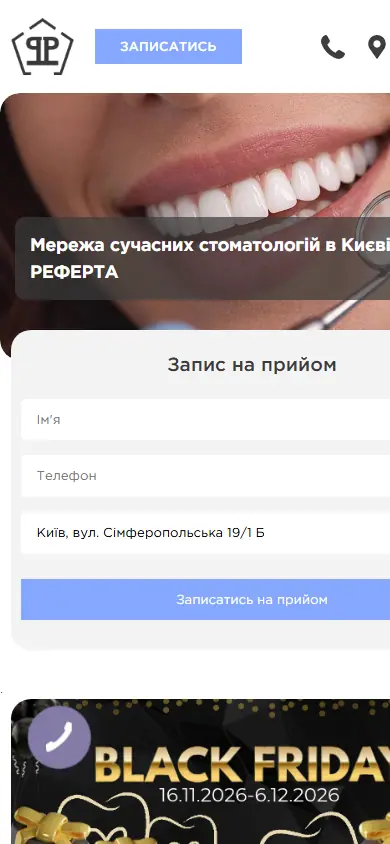 ЗАПИСАТИСЬ
Мережа сучасних стоматологій в Києві
РЕФЕРТА
Запис на прийом
Ім'я
Телефон
Київ, вул. Сімферопольська 19/1 Б
Записатись на прийом
BLACK FRIDAY
16.11.2026-6.12.2026